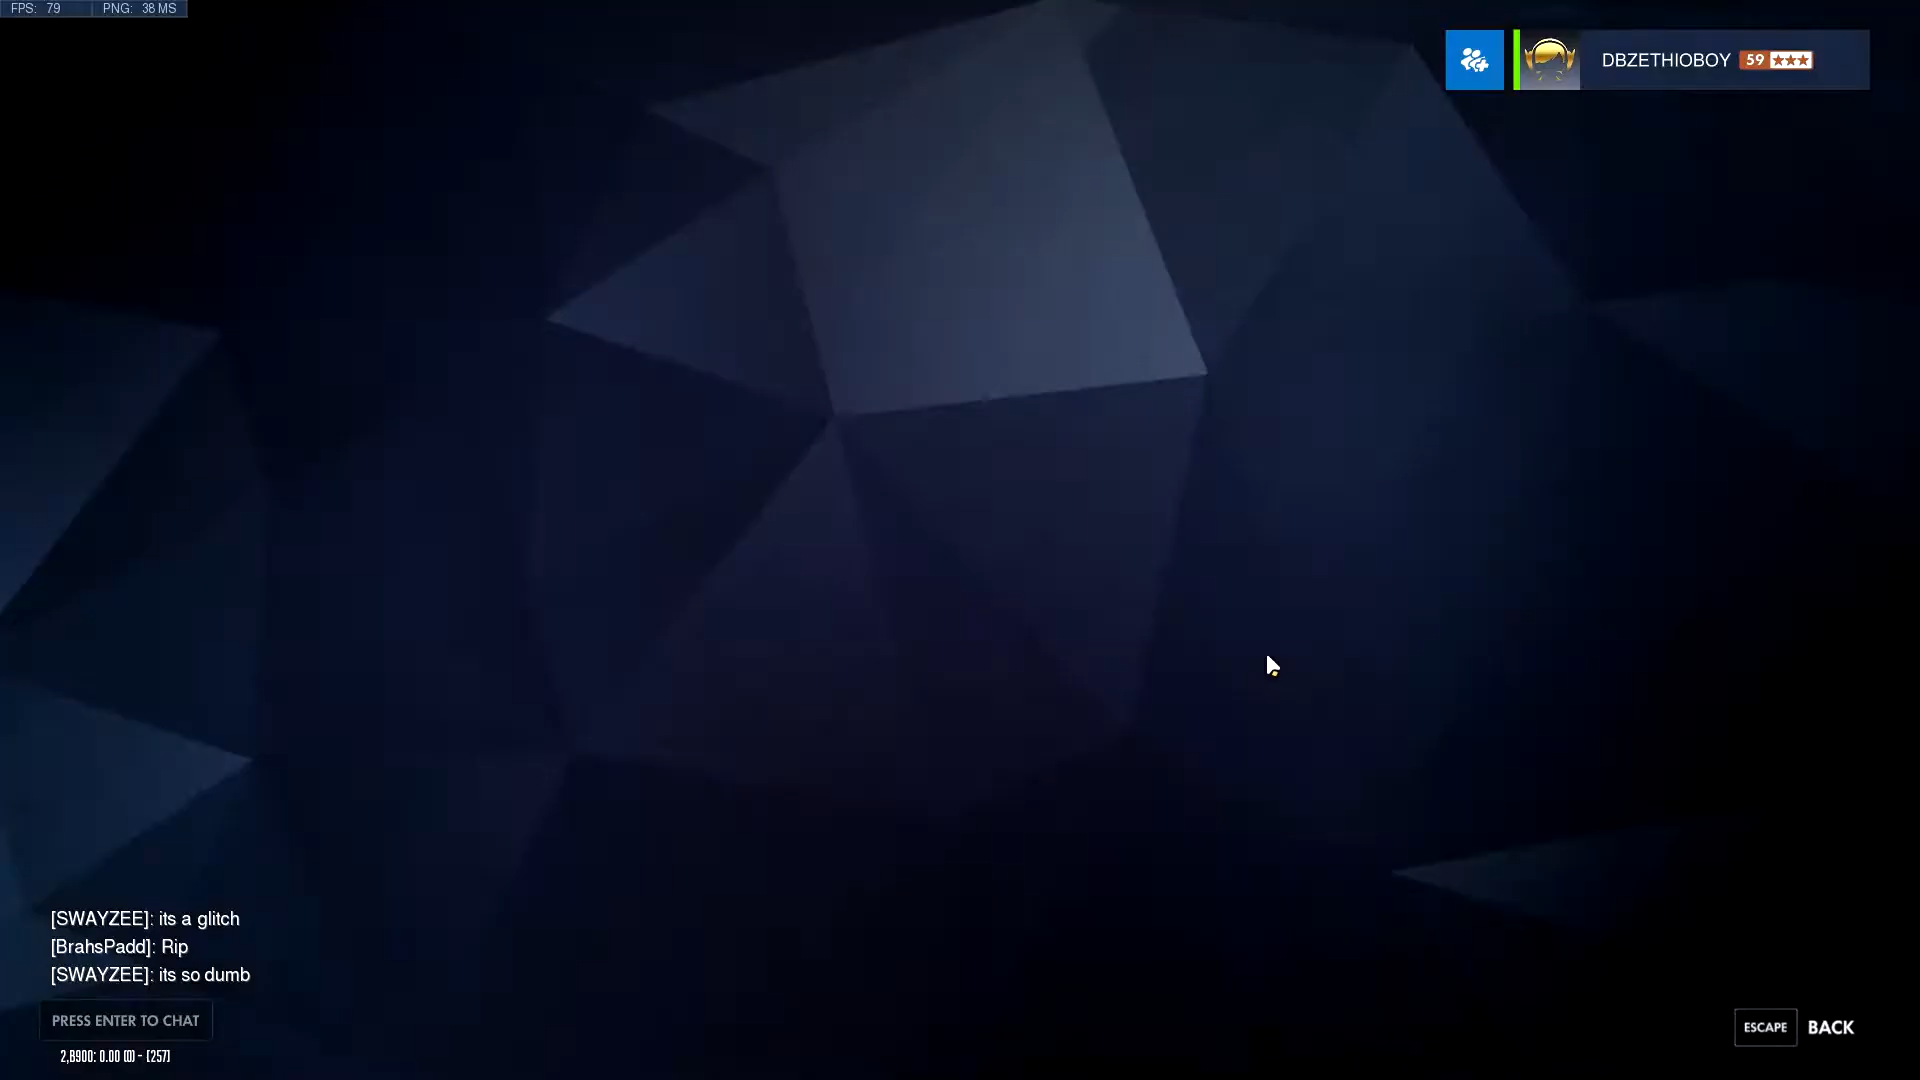 FPS: 79 PNG: 38 MS
DBZETHIOBOY 59
[SWAYZEE]: its a glitch
[BrahsPadd]: Rip
[SWAYZEE]: its so dumb
PRESS ENTER TO CHAT
ESCAPE BACK